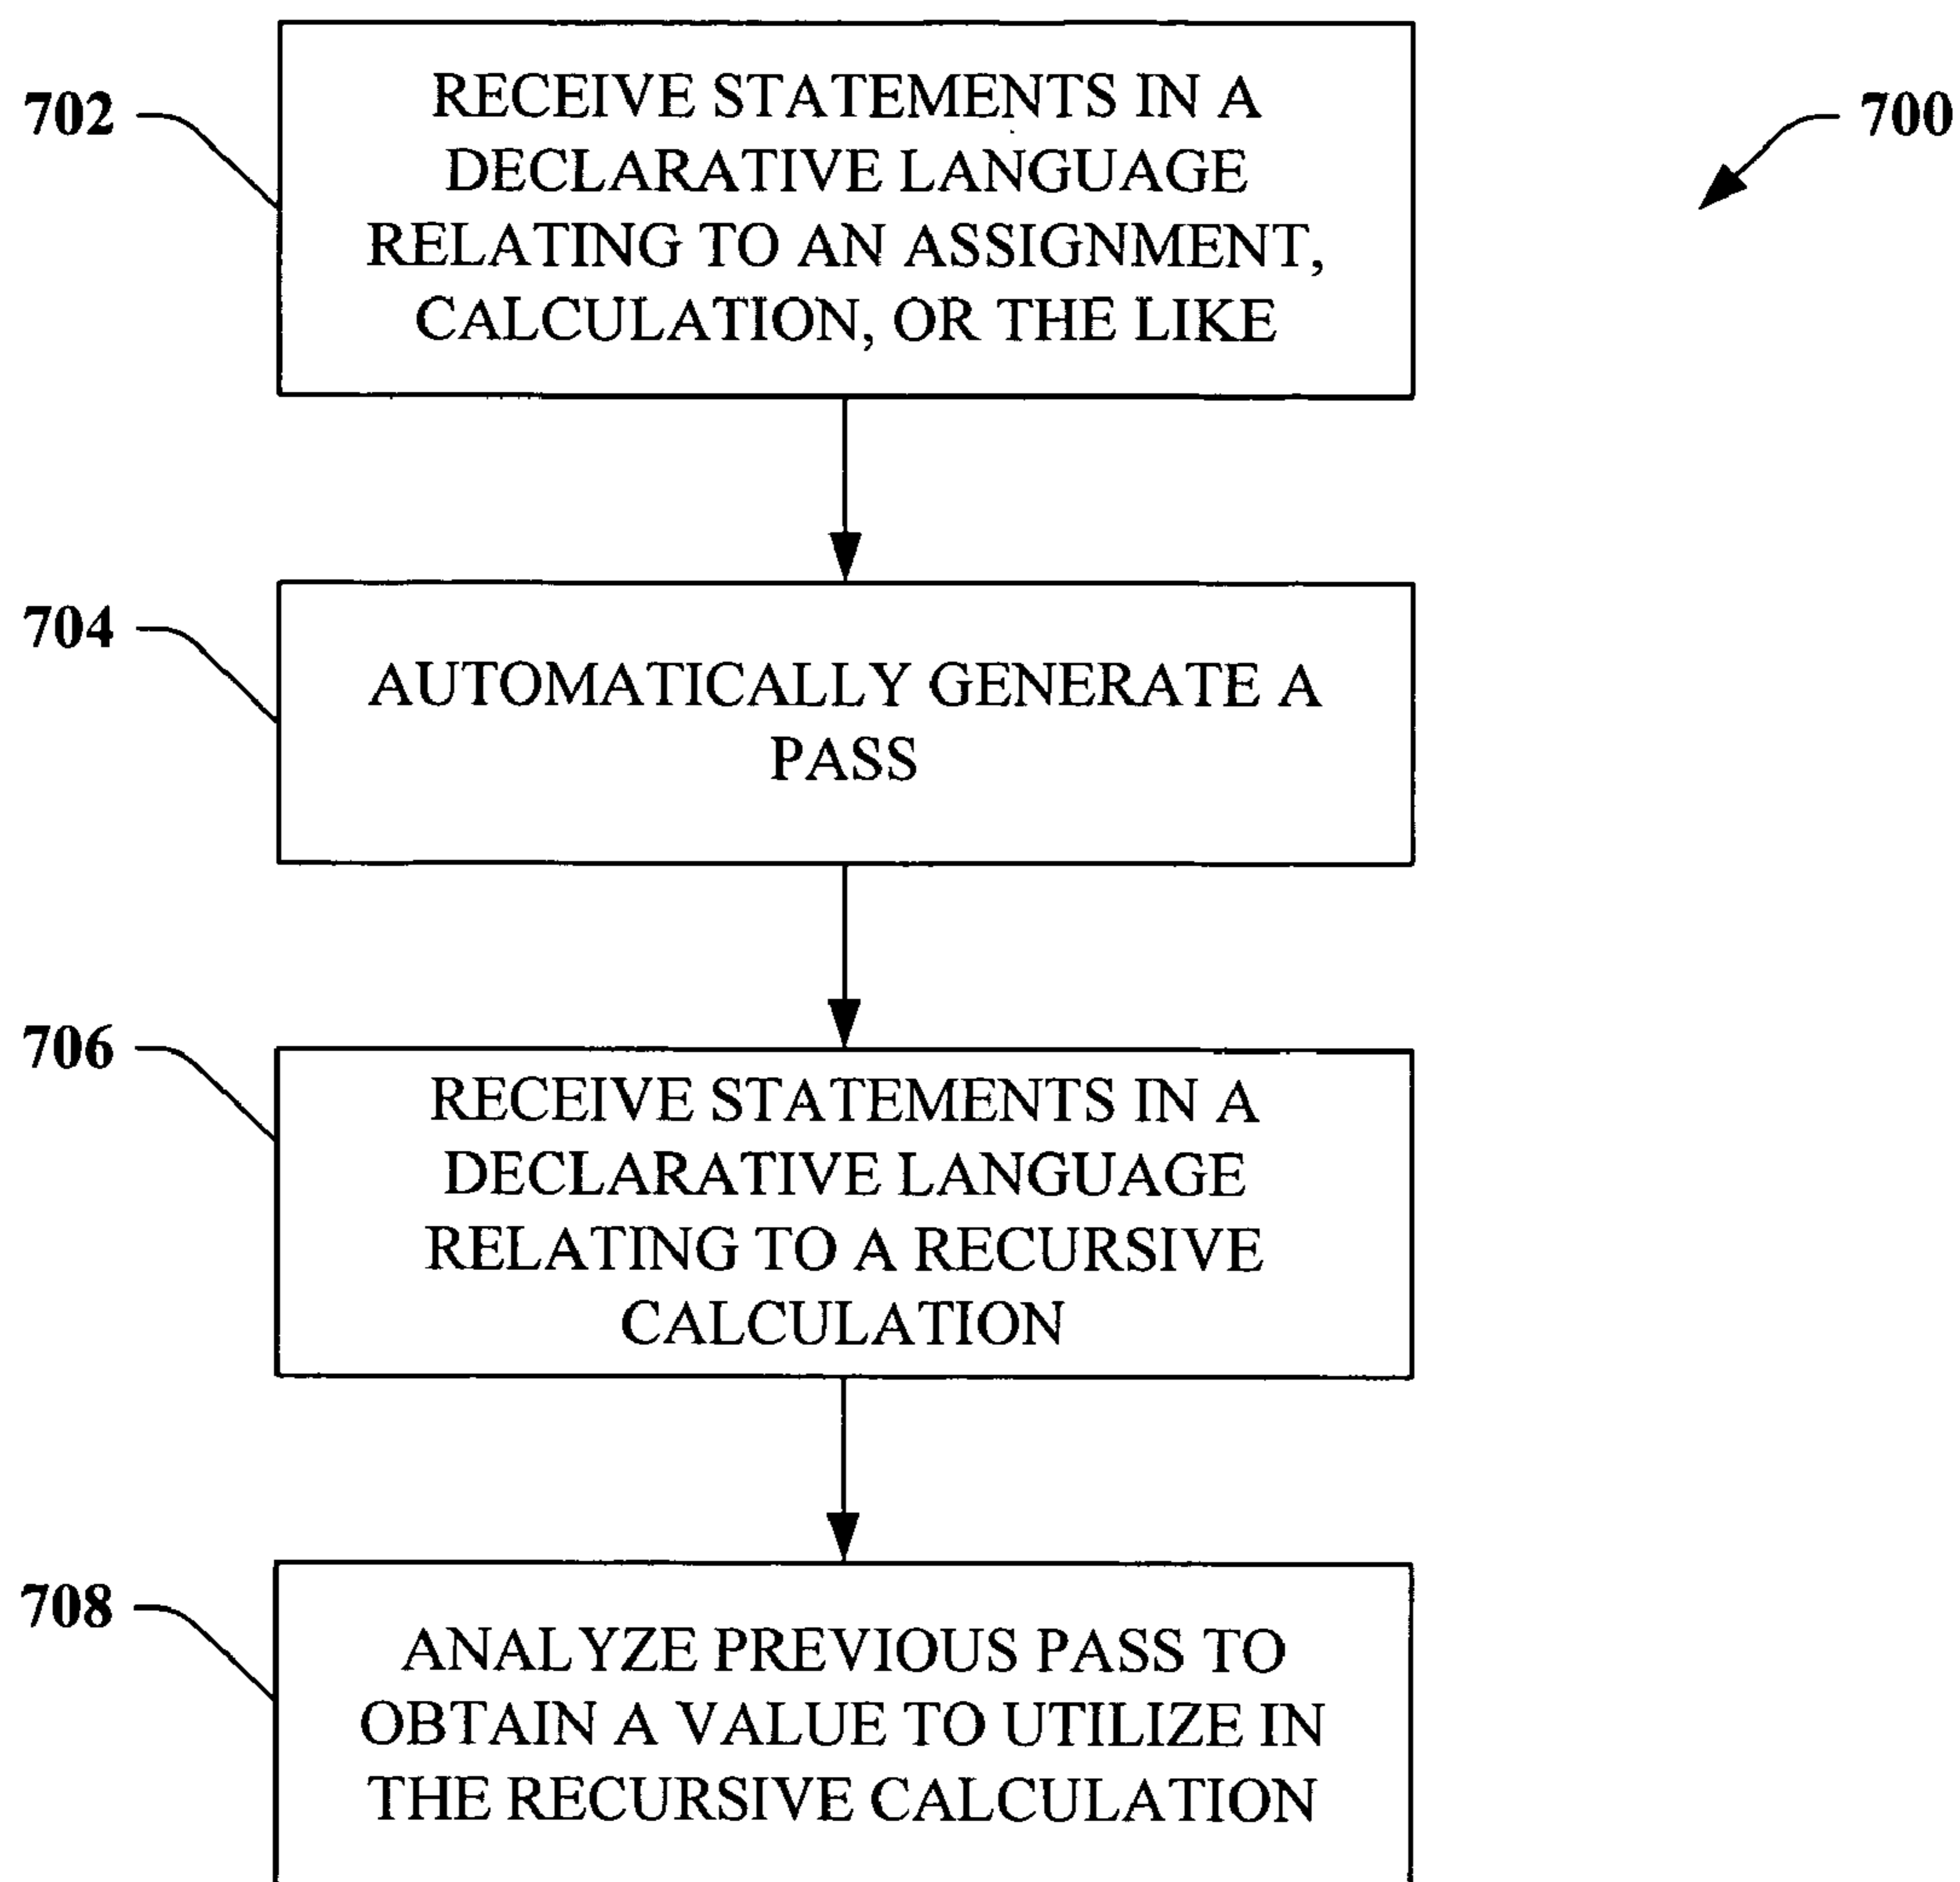 702
RECEIVE STATEMENTS IN A
DECLARATIVE LANGUAGE
RELATING TO AN ASSIGNMENT,
CALCULATION, OR THE LIKE
700
704
AUTOMATICALLY GENERATE A
PASS
706
RECEIVE STATEMENTS IN A
DECLARATIVE LANGUAGE
RELATING TO A RECURSIVE
CALCULATION
708
ANALYZE PREVIOUS PASS TO
OBTAIN A VALUE TO UTILIZE IN
THE RECURSIVE CALCULATION